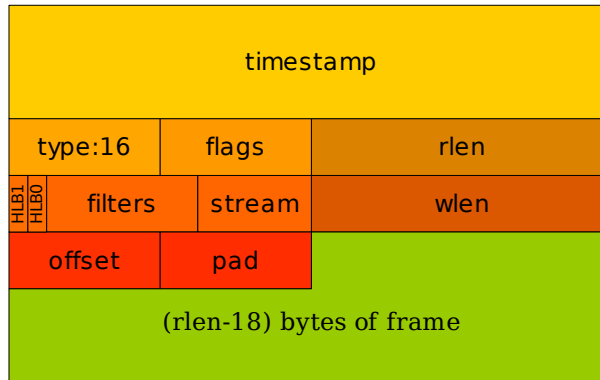 timestamp
type:16 flags rlen
HLB1 HLB0 filters stream wlen
offset pad
(rlen-18) bytes of frame